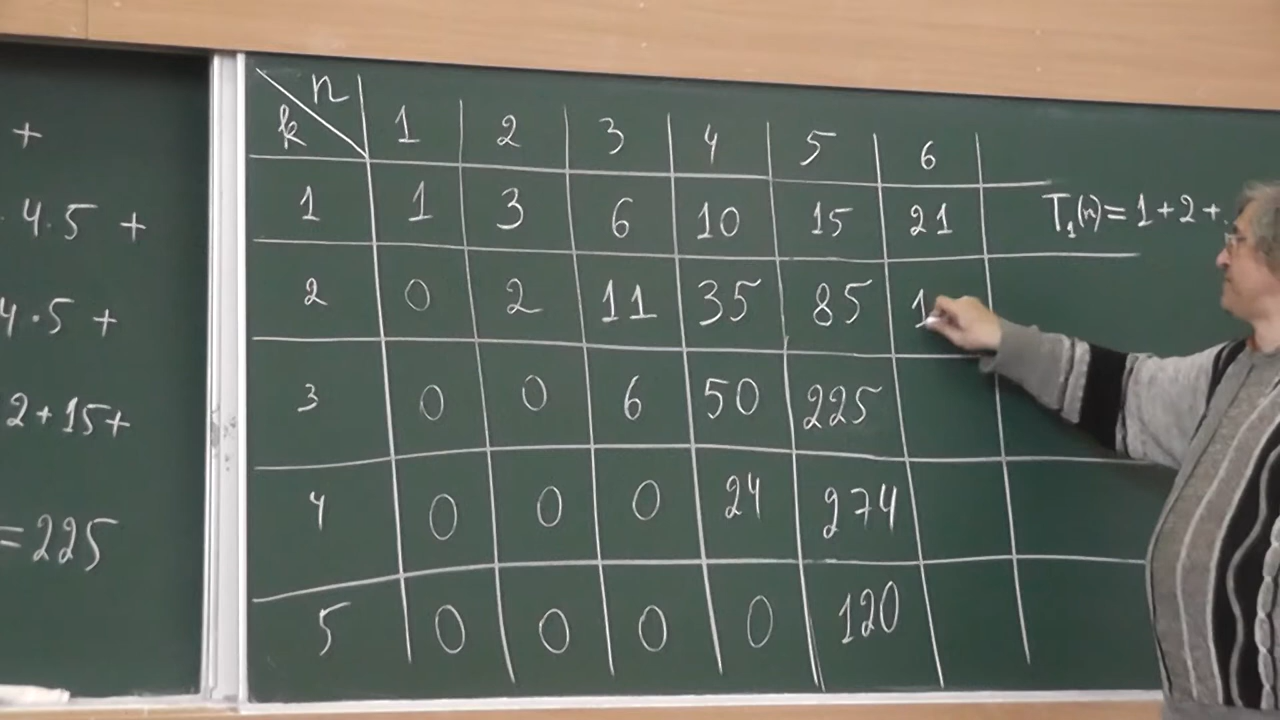 +
. 4.5 +
4.5 +
2+15+
=225
n
k 1 2 3 4 5 6
1 1 3 6 10 15 21
2 0 2 11 35 85 1
3 0 0 6 50 225
4 0 0 0 24 274
5 0 0 0 0 120
T₁(n)=1+2+.